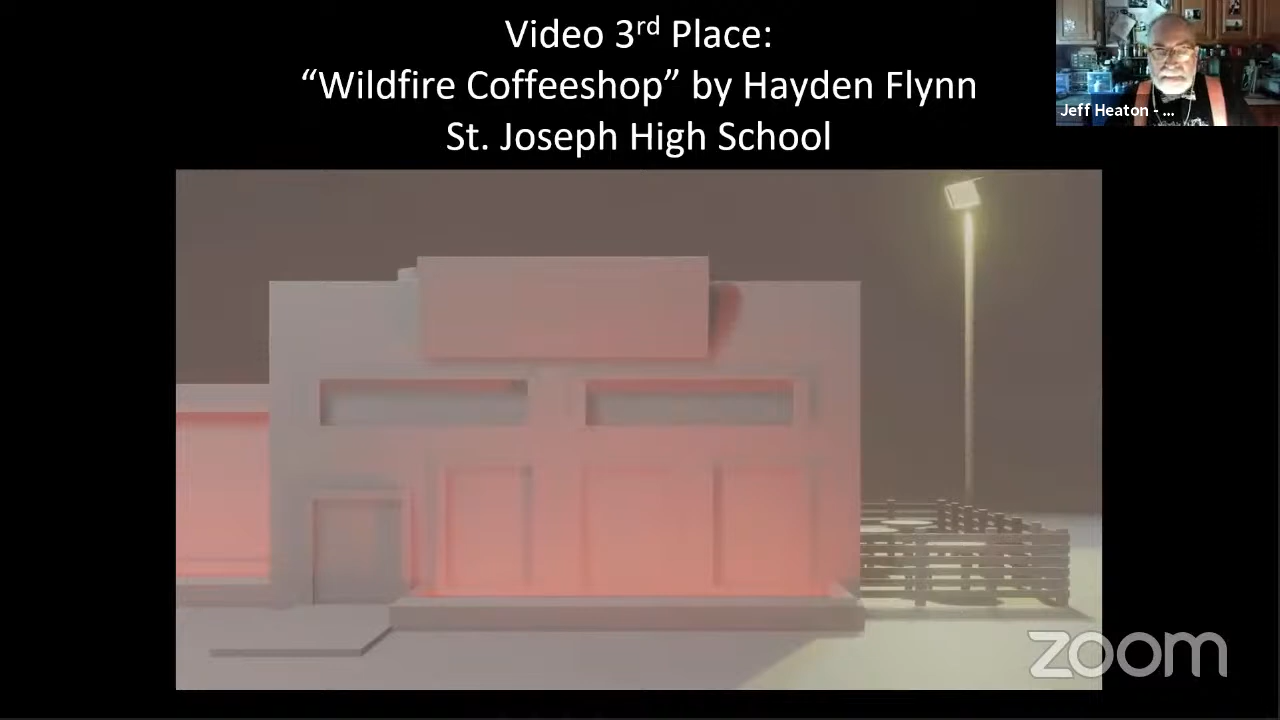 Video 3rd Place:
“Wildfire Coffeeshop” by Hayden Flynn
St. Joseph High School
Jeff Heaton - ...
zoom